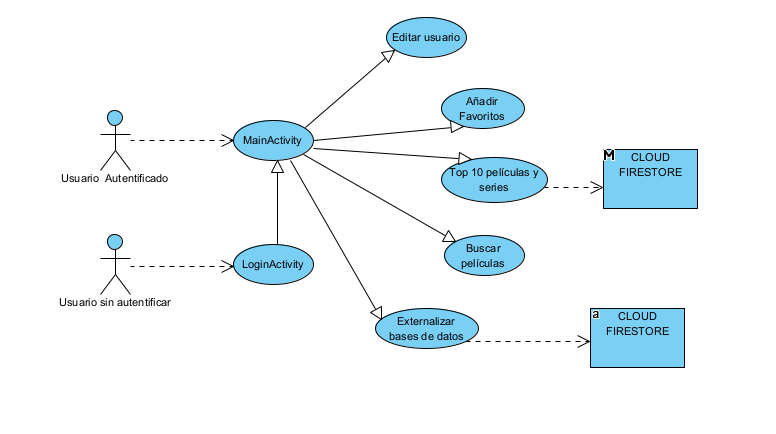 Editar usuario
Añadir
Favoritos
MainActivity
Usuario Autentificado
Top 10 películas y
series
M
CLOUD
FIRESTORE
Buscar
películas
LoginActivity
Usuario sin autentificar
Externalizar
bases de datos
a
CLOUD
FIRESTORE